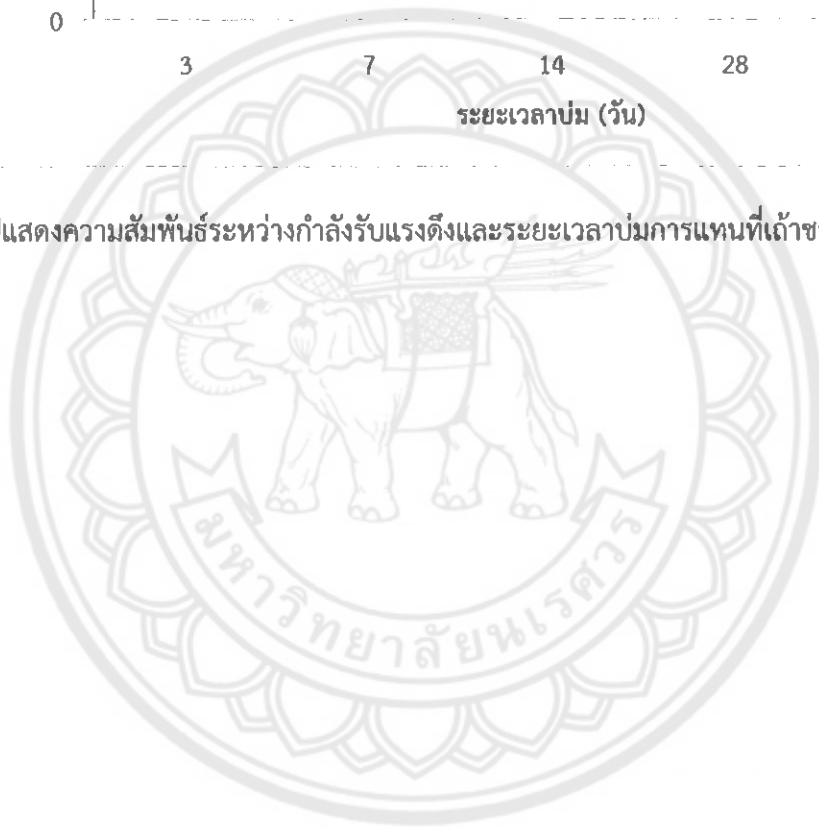 0
3 7 14 28
ระยะเวลาบ่ม (วัน)
แสดงความสัมพันธ์ระหว่างกำลังรับแรงดึงและระยะเวลาบ่มการแทนที่เถ้าช
มหาวิทยาลัยนเรศวร